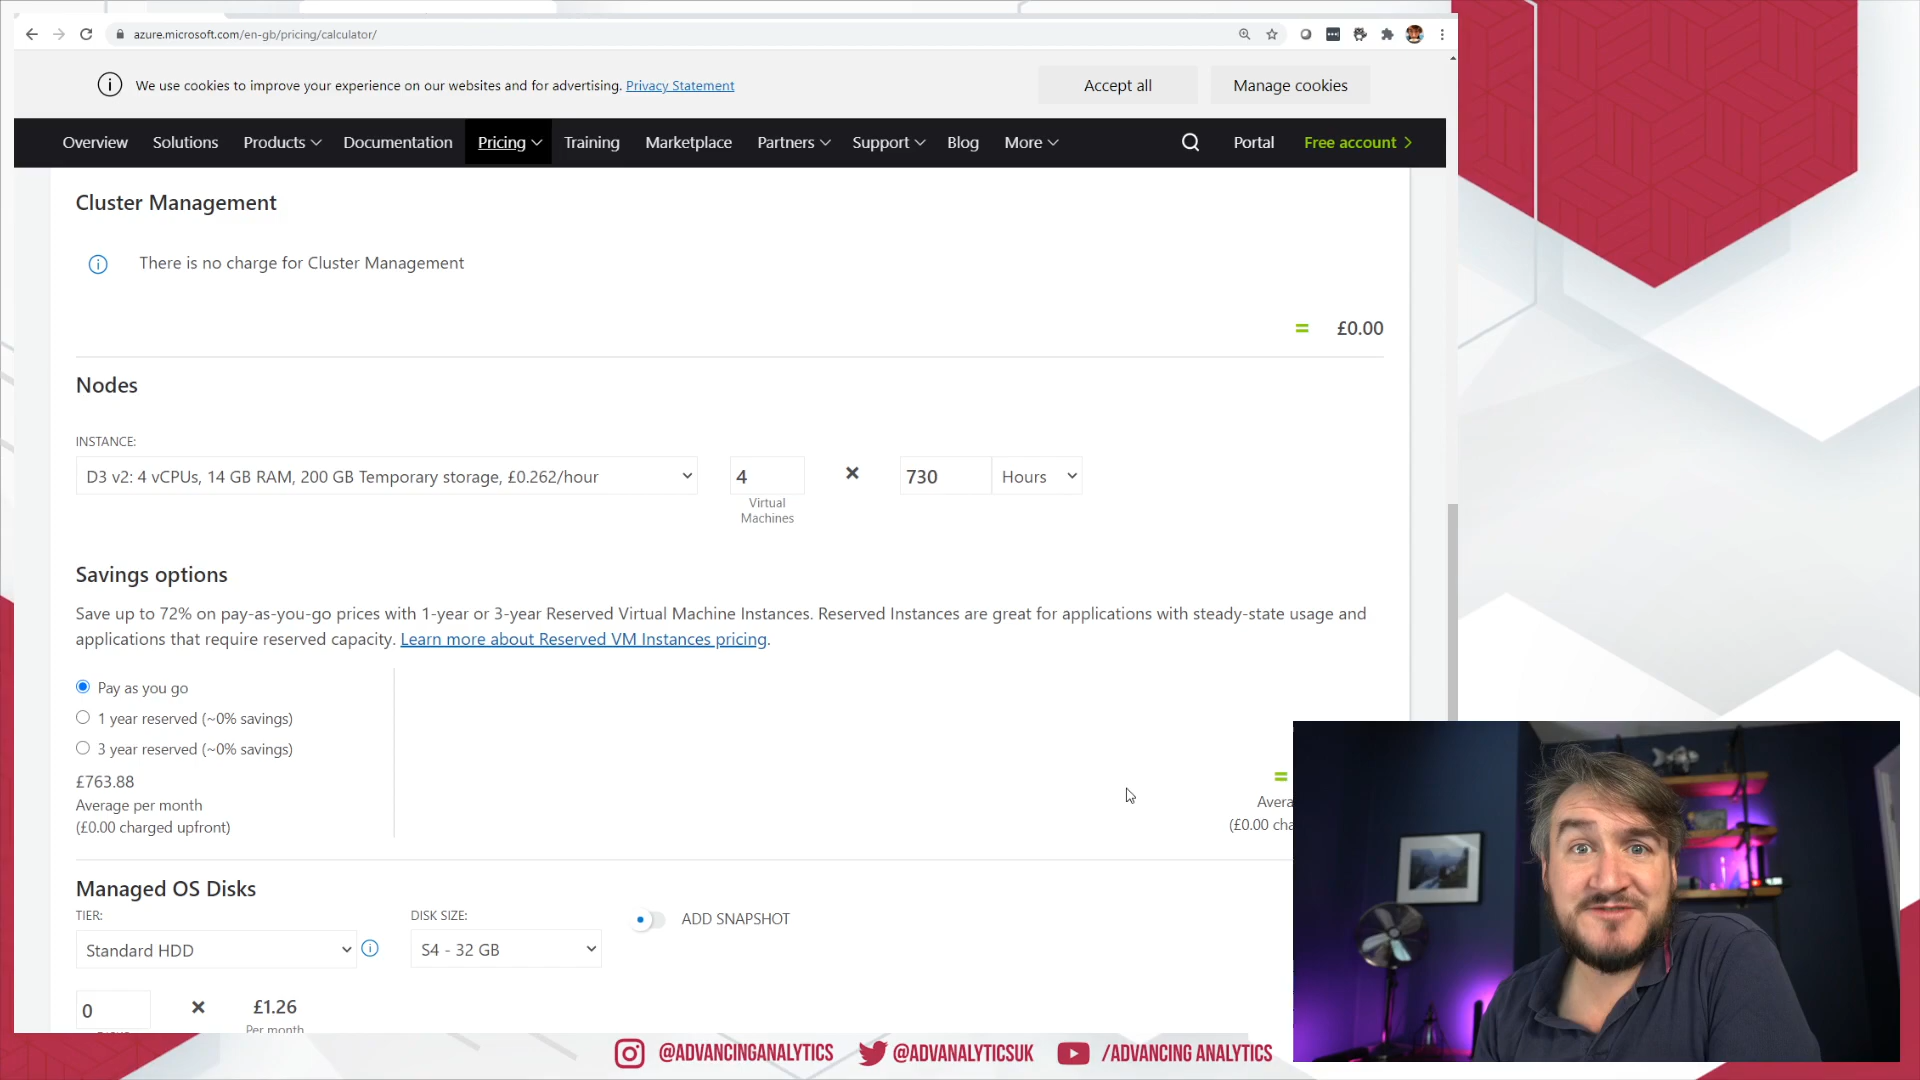 azure.microsoft.com/en-gb/pricing/calculator/
We use cookies to improve your experience on our websites and for advertising. Privacy Statement
Accept all
Manage cookies
Overview Solutions Products Documentation Pricing Training Marketplace Partners Support Blog More Portal Free account
Cluster Management
There is no charge for Cluster Management
= £0.00
Nodes
INSTANCE:
D3 v2: 4 vCPUs, 14 GB RAM, 200 GB Temporary storage, £0.262/hour
4
Virtual
Machines
730
Hours
Savings options
Save up to 72% on pay-as-you-go prices with 1-year or 3-year Reserved Virtual Machine Instances. Reserved Instances are great for applications with steady-state usage and
applications that require reserved capacity. Learn more about Reserved VM Instances pricing.
Pay as you go
1 year reserved (~0% savings)
3 year reserved (~0% savings)
£763.88
Average per month
(£0.00 charged upfront)
=
Avera
(£0.00 cha
Managed OS Disks
TIER:
Standard HDD
DISK SIZE:
S4 - 32 GB
ADD SNAPSHOT
0
£1.26
Per month
@ADVANCINGANALYTICS
@ADVANALYTICSUK
/ADVANCING ANALYTICS